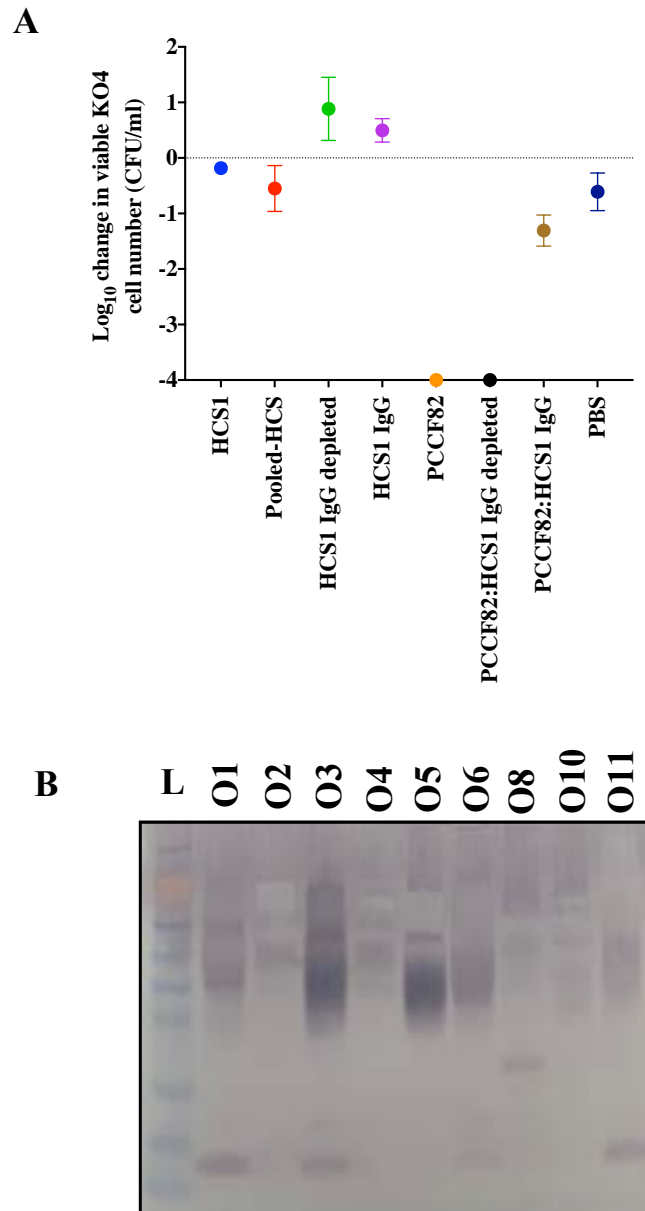 A
Log10 change in viable KO4
cell number (CFU/ml)
2
1
0
-1
-2
-3
-4
HCS1
Pooled-HCS
HCS1 IgG depleted
HCS1 IgG
PCCF82
PCCF82:HCS1 IgG depleted
PCCF82:HCS1 IgG
PBS
B
L O1 O2 O3 O4 O5 O6 O8 O10 O11